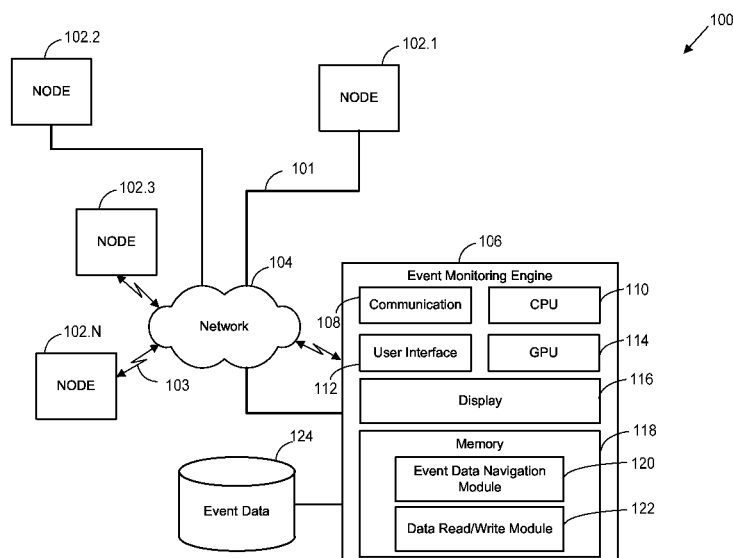 100
102.2
NODE
102.1
NODE
101
102.3
NODE
104
Network
102.N
NODE
103
106
Event Monitoring Engine
108
Communication
CPU
110
112
User Interface
GPU
114
Display
116
Memory
118
Event Data Navigation
Module
120
Data Read/Write Module
122
124
Event Data